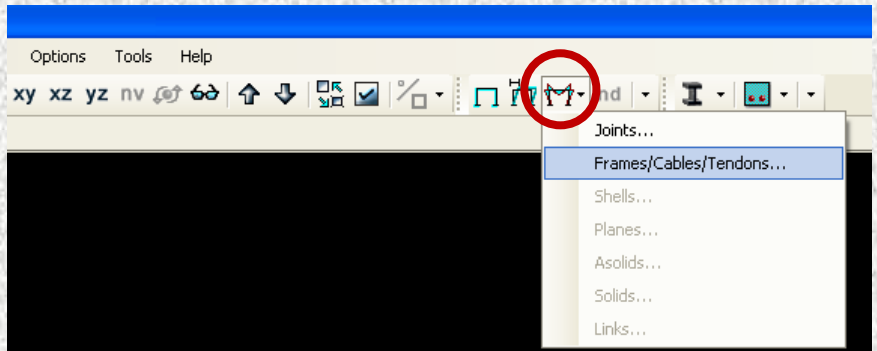 Options Tools Help
xy xz yz nv nd
Joints...
Frames/Cables/Tendons...
Shells...
Planes...
Asolids...
Solids...
Links...